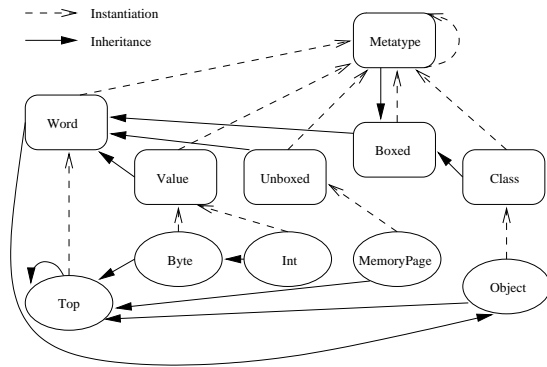 Instantiation
Inheritance
Metatype
Word
Boxed
Value
Unboxed
Class
Byte
Int
MemoryPage
Object
Top